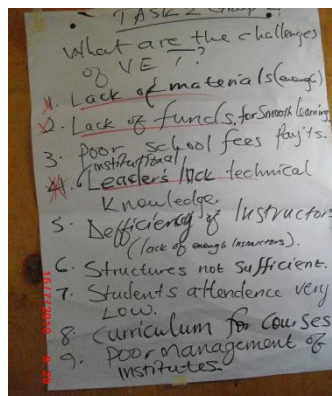 TASK 2 Group
What are the challenges
of VET?
1. Lack of materials (enough)
2. Lack of funds, for smooth learning
3. Poor school fees pay'ts.
(institutional)
4. Leaders lack technical
Knowledge.
5. Defficiency of Instructors
(lack of enough Instructors).
6. Structures not sufficient.
7. Students attendence very
Low.
8. Curriculum for courses
9. Poor management of
institutes.
15/7/2010